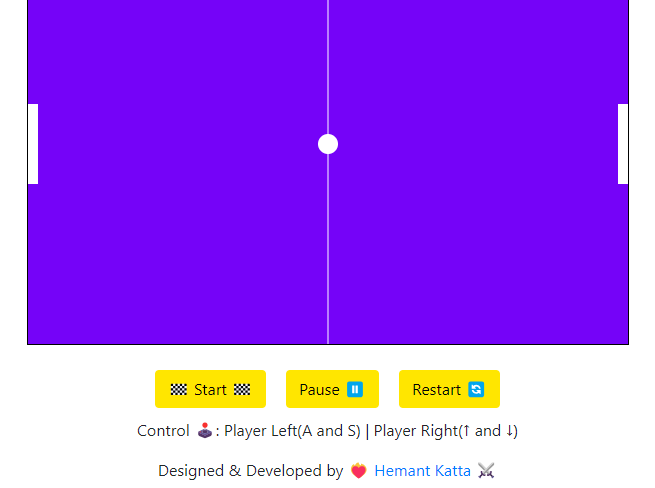 🏁 Start 🏁 Pause ⏸️ Restart 🔄
Control 🕹️: Player Left(A and S) | Player Right(↑ and ↓)
Designed & Developed by ❤️ Hemant Katta ⚔️